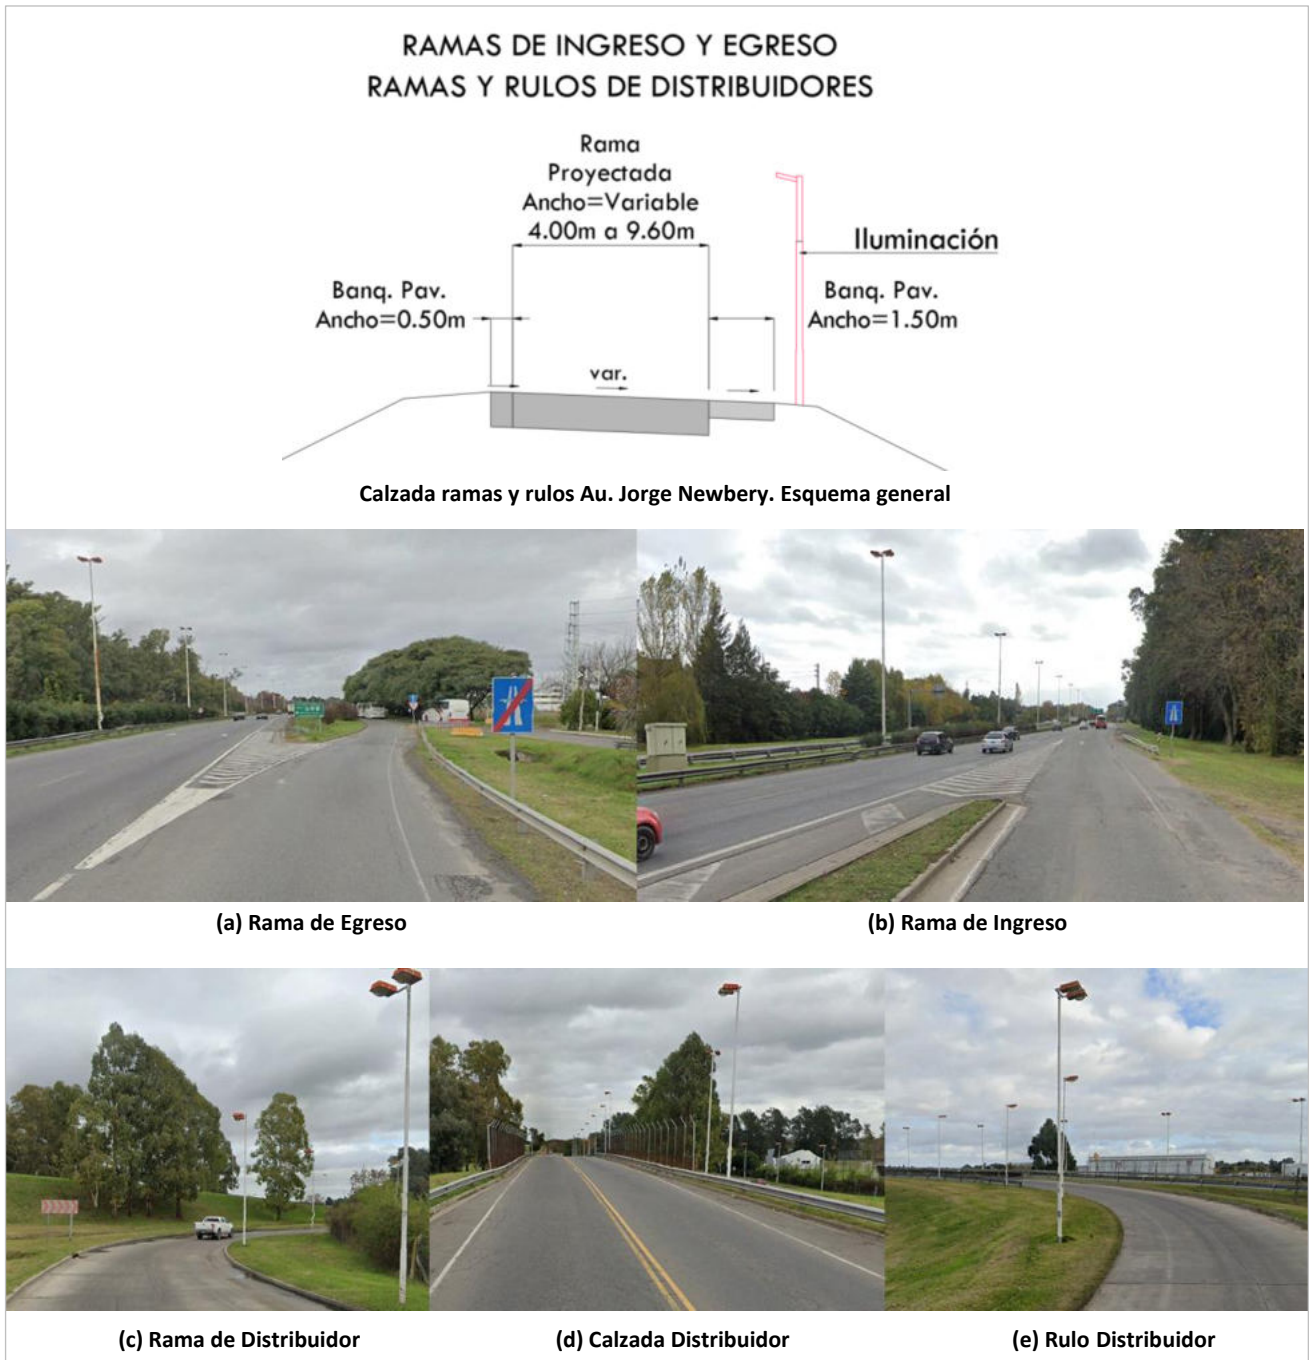 RAMAS DE INGRESO Y EGRESO
RAMAS Y RULOS DE DISTRIBUIDORES
Rama
Proyectada
Ancho=Variable
4.00m a 9.60m
Iluminación
Banq. Pav.
Ancho=0.50m
Banq. Pav.
Ancho=1.50m
var.
Calzada ramas y rulos Au. Jorge Newbery. Esquema general
(a) Rama de Egreso
(b) Rama de Ingreso
(c) Rama de Distribuidor
(d) Calzada Distribuidor
(e) Rulo Distribuidor